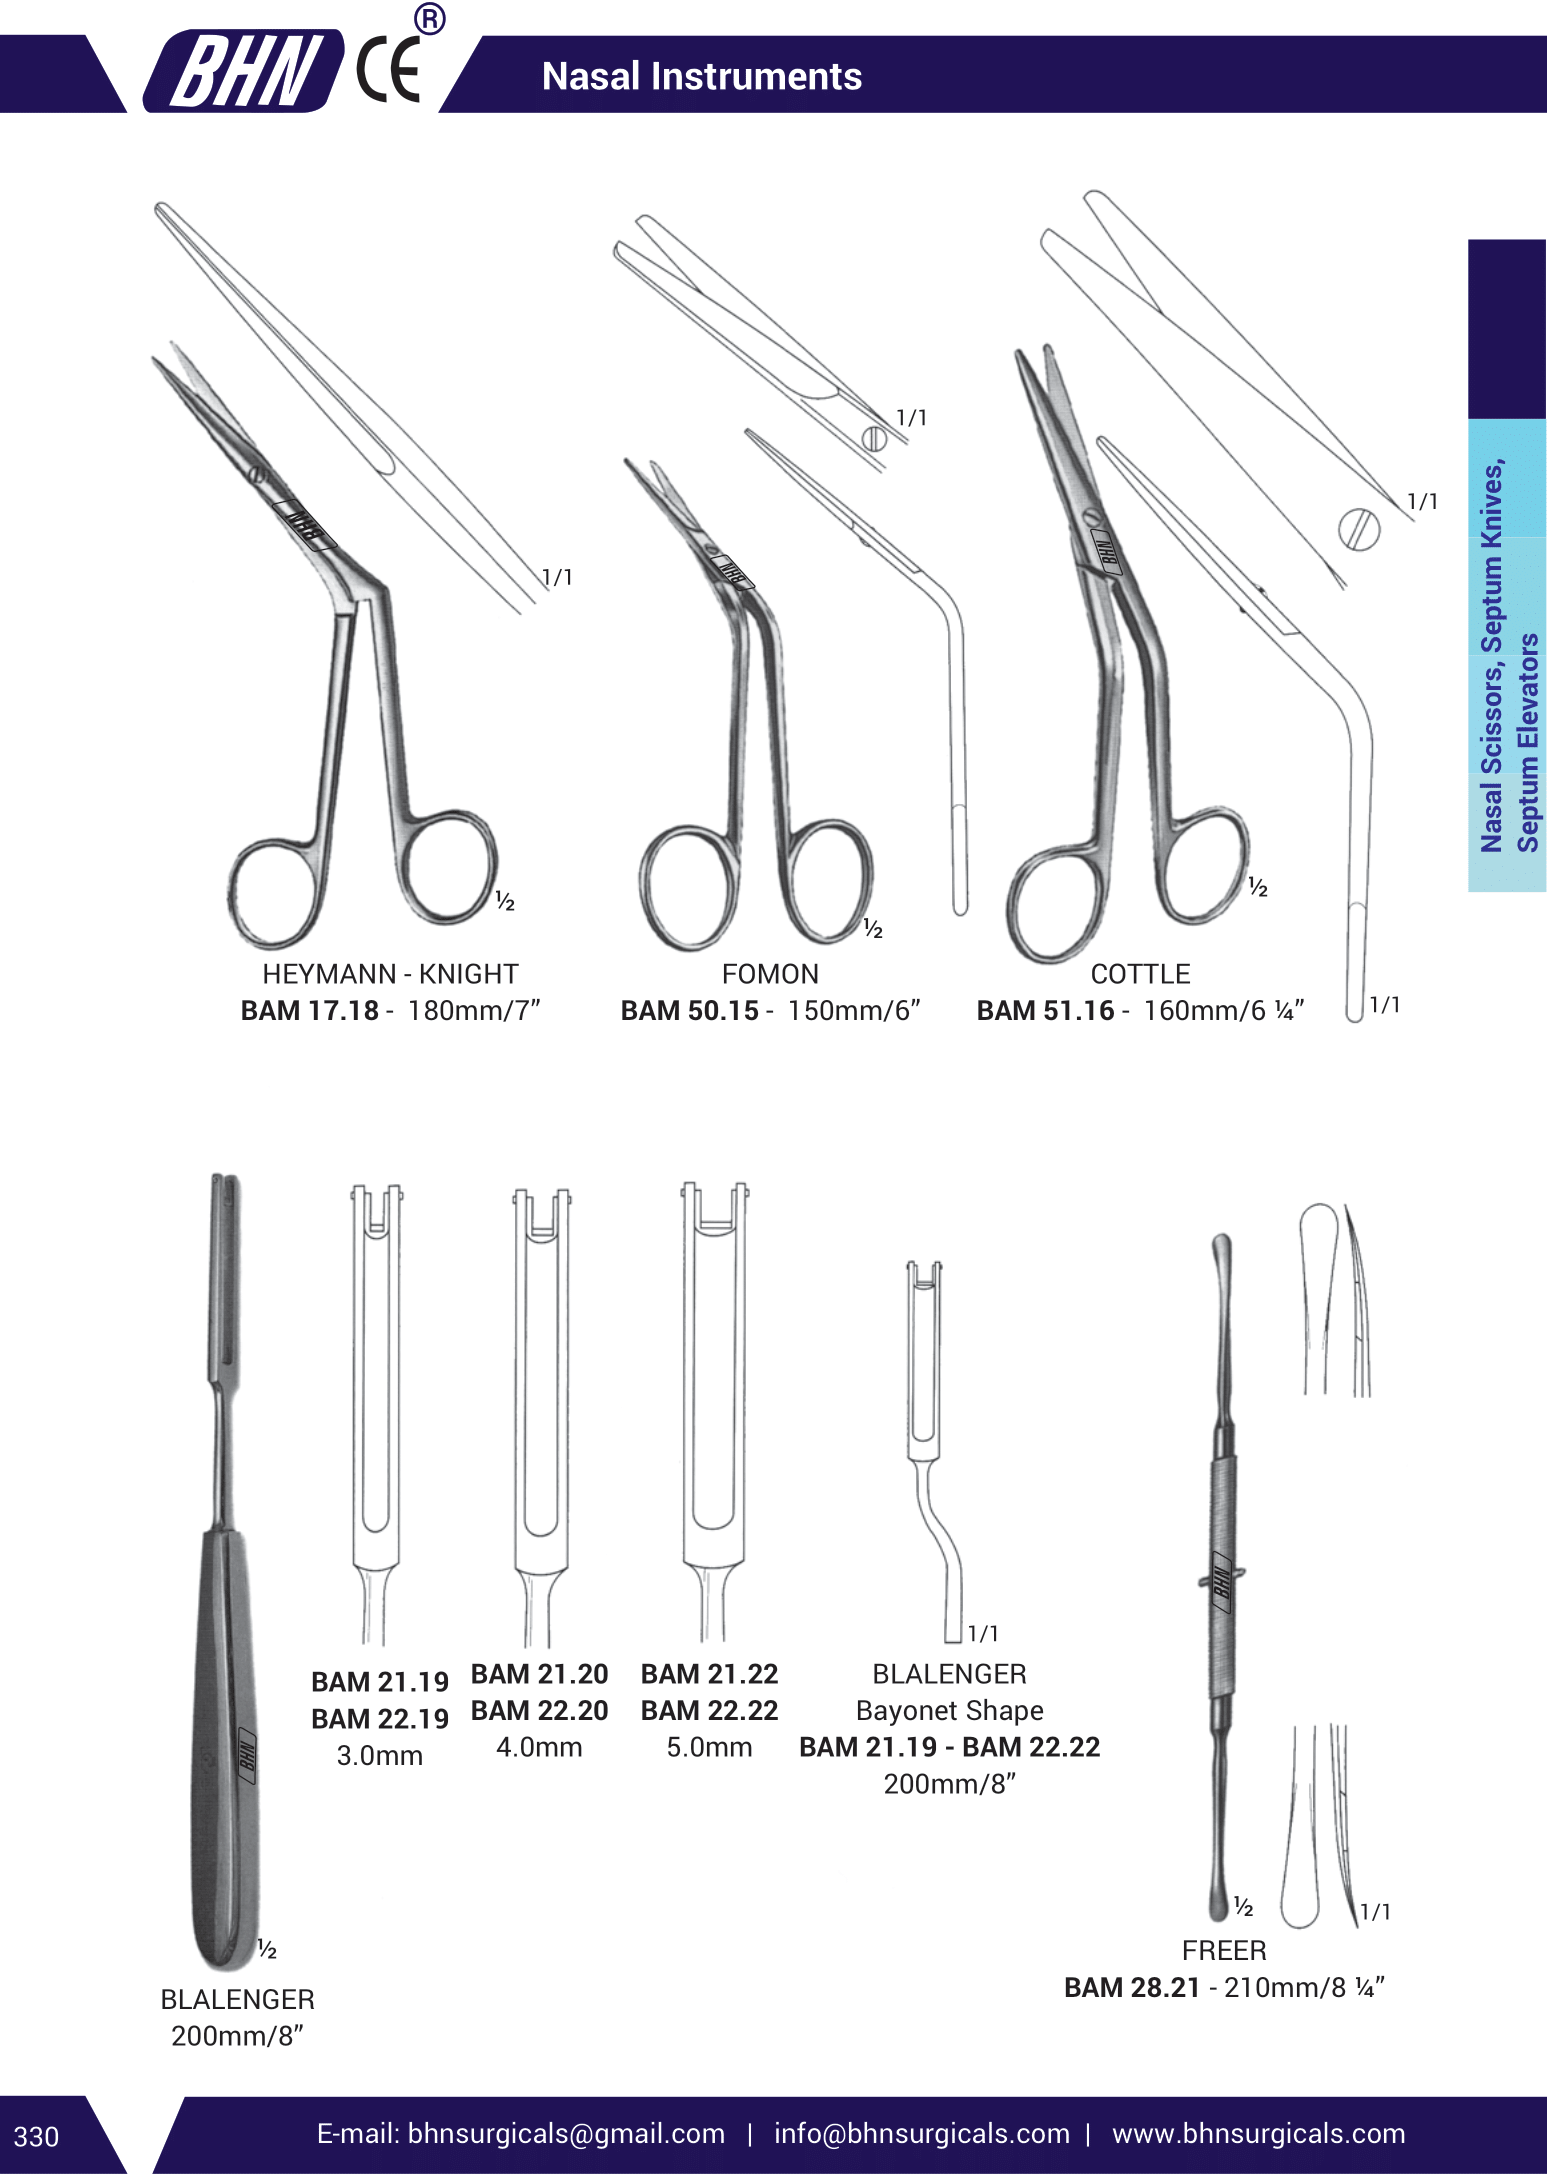 BHN CE ®
Nasal Instruments
Nasal Scissors, Septum Knives,
Septum Elevators
1/1
1/1
1/1
BHN
BHN
BHN
½
½
½
1/1
HEYMANN - KNIGHT
BAM 17.18 - 180mm/7”
FOMON
BAM 50.15 - 150mm/6”
COTTLE
BAM 51.16 - 160mm/6 ¼”
BHN
½
BLALENGER
200mm/8”
BAM 21.19
BAM 22.19
3.0mm
BAM 21.20
BAM 22.20
4.0mm
BAM 21.22
BAM 22.22
5.0mm
1/1
BLALENGER
Bayonet Shape
BAM 21.19 - BAM 22.22
200mm/8”
BHN
½
1/1
FREER
BAM 28.21 - 210mm/8 ¼”
330
E-mail: bhnsurgicals@gmail.com | info@bhnsurgicals.com | www.bhnsurgicals.com